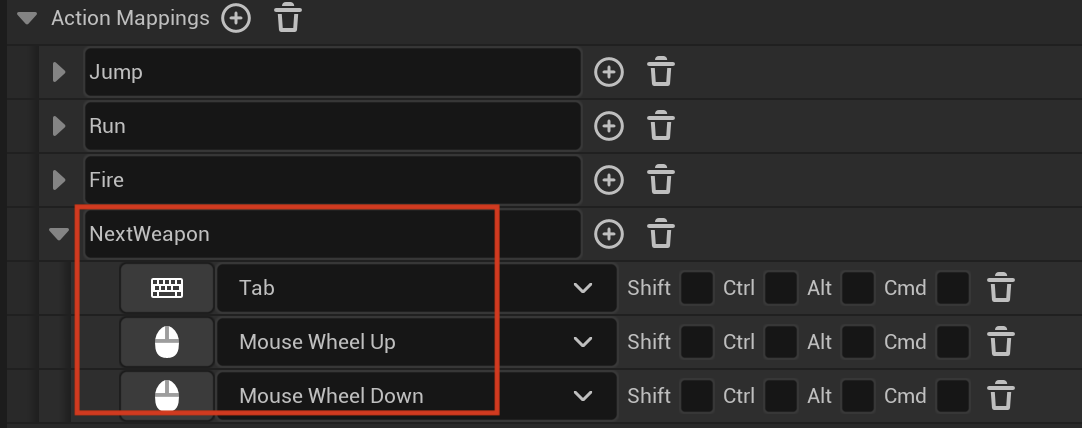 Action Mappings
Jump
Run
Fire
NextWeapon
Tab Shift Ctrl Alt Cmd
Mouse Wheel Up Shift Ctrl Alt Cmd
Mouse Wheel Down Shift Ctrl Alt Cmd